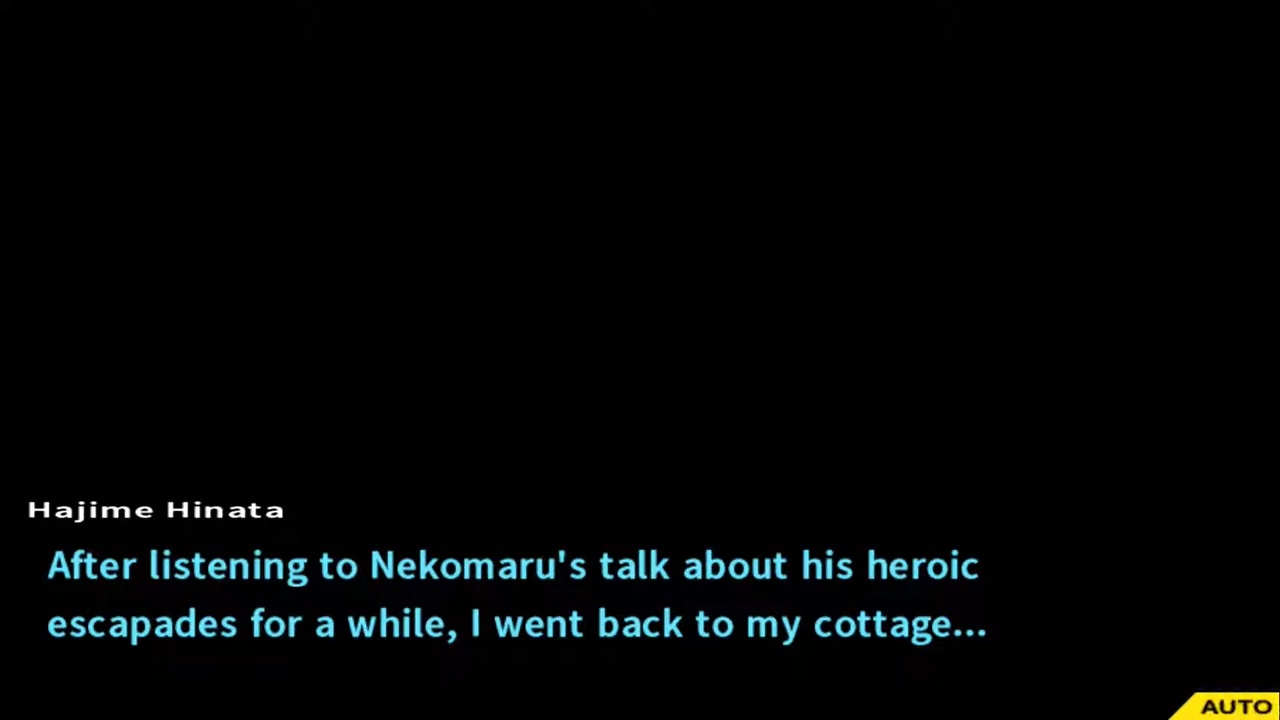 Hajime Hinata
After listening to Nekomaru's talk about his heroic
escapades for a while, I went back to my cottage...
AUTO